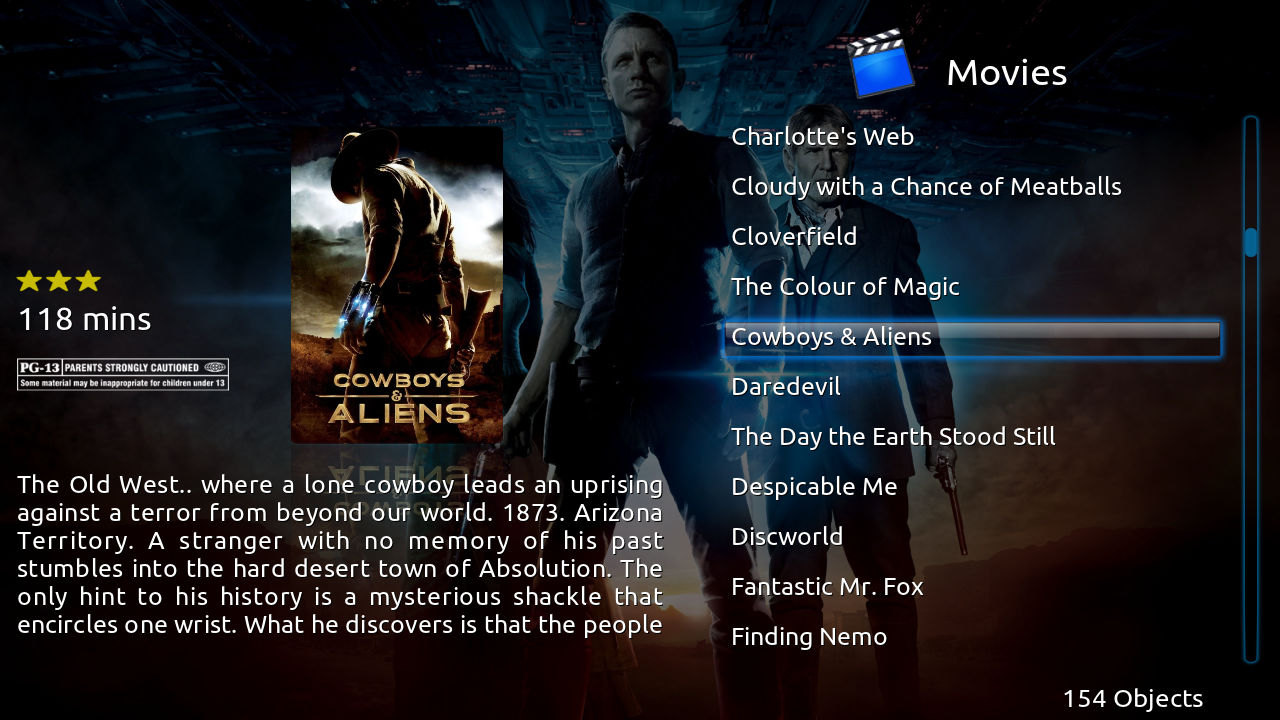 Movies
Charlotte's Web
Cloudy with a Chance of Meatballs
Cloverfield
The Colour of Magic
Cowboys & Aliens
Daredevil
The Day the Earth Stood Still
Despicable Me
Discworld
Fantastic Mr. Fox
Finding Nemo
154 Objects
COWBOYS
&
ALIENS
118 mins
PG-13 PARENTS STRONGLY CAUTIONED
Some material may be inappropriate for children under 13
The Old West.. where a lone cowboy leads an uprising
against a terror from beyond our world. 1873. Arizona
Territory. A stranger with no memory of his past
stumbles into the hard desert town of Absolution. The
only hint to his history is a mysterious shackle that
encircles one wrist. What he discovers is that the people